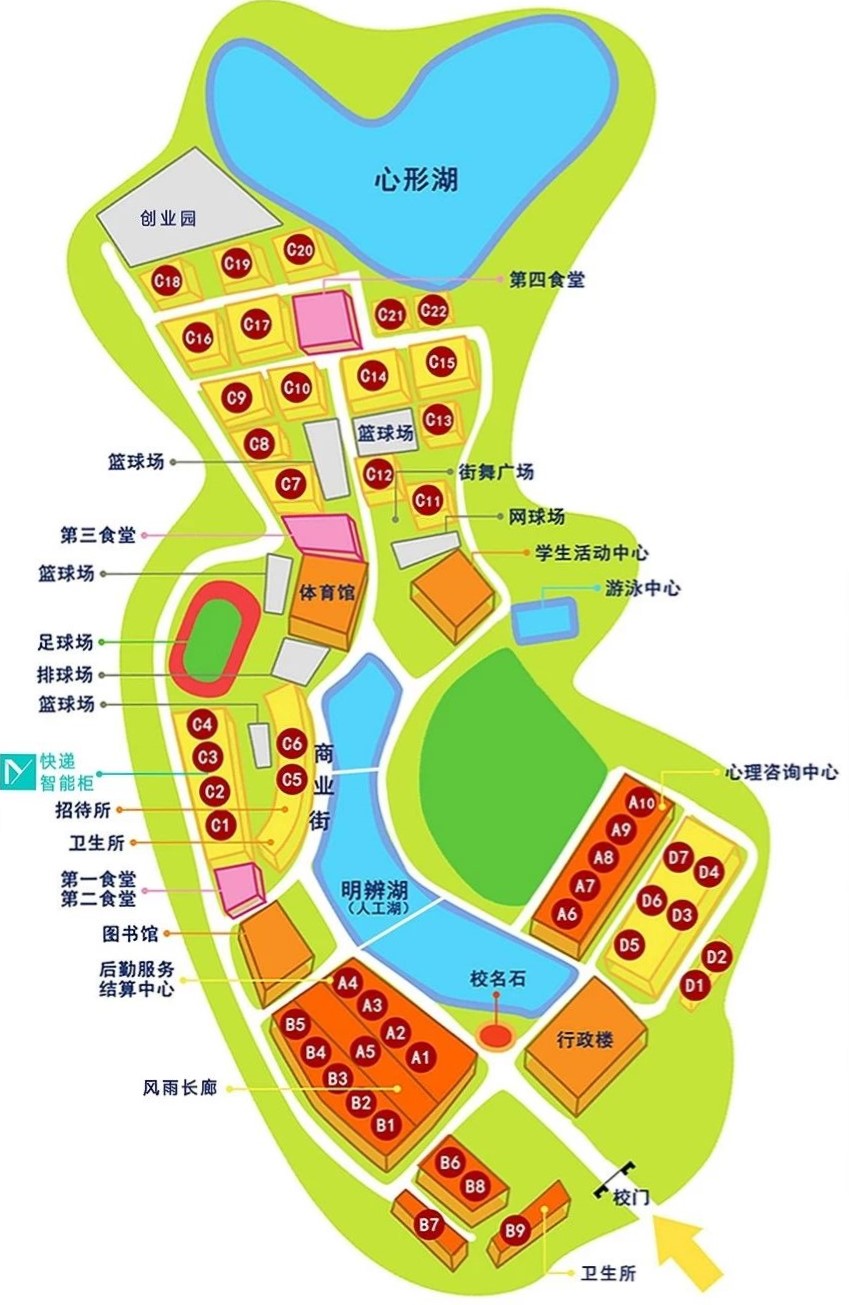 心形湖
创业园
C20
C19
C18
第四食堂
C21
C22
C17
C16
C15
C14
C10
C9
C13
篮球场
C8
篮球场
C12
街舞广场
C7
C11
网球场
第三食堂
学生活动中心
篮球场
体育馆
游泳中心
足球场
排球场
篮球场
C4
C6
商业街
C3
快递
智能柜
C5
C2
招待所
C1
卫生所
心理咨询中心
A10
A9
A8
A7
A6
D7
D4
D6
D3
D5
D2
D1
第一食堂
第二食堂
明辨湖
(人工湖)
图书馆
后勤服务
结算中心
校名石
A4
A3
A2
A1
A5
B5
B4
B3
B2
B1
行政楼
风雨长廊
B6
B8
B7
B9
校门
卫生所